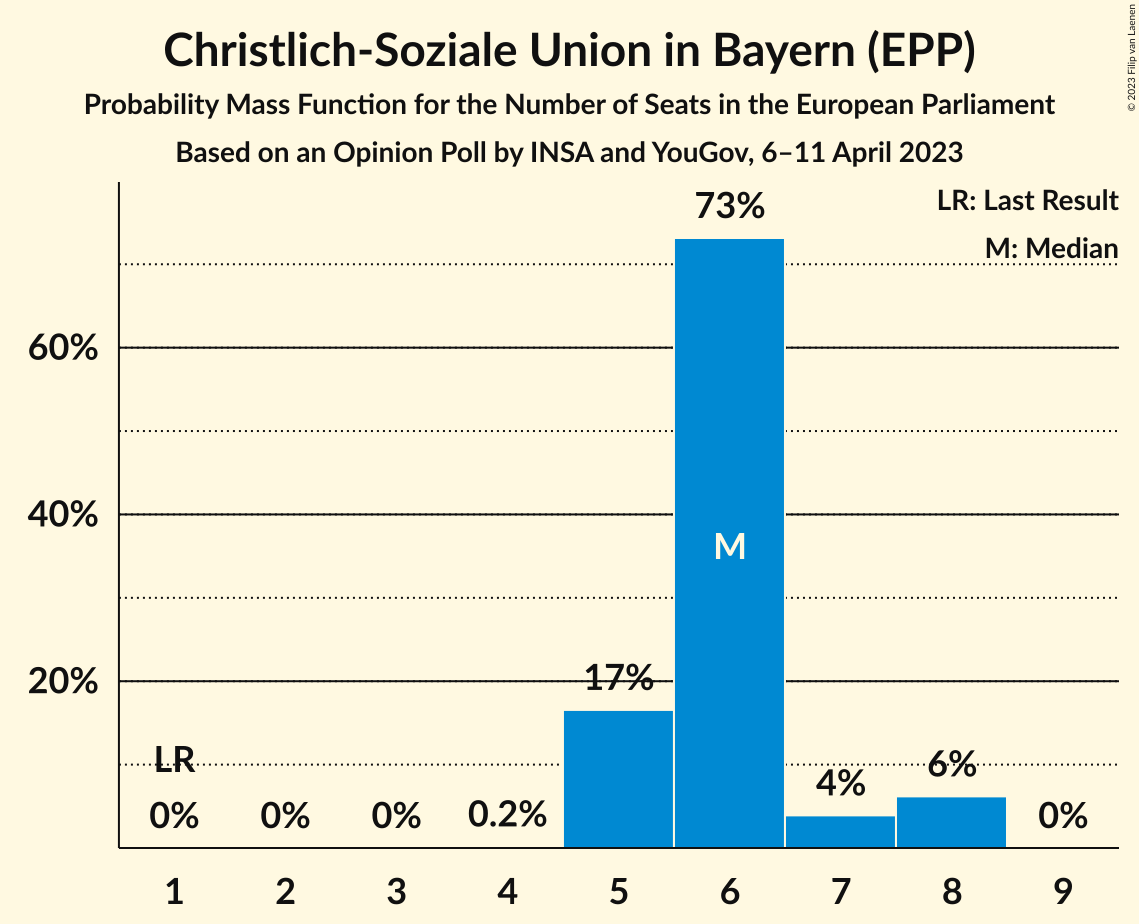 Christlich-Soziale Union in Bayern (EPP)
Probability Mass Function for the Number of Seats in the European Parliament
Based on an Opinion Poll by INSA and YouGov, 6–11 April 2023
© 2023 Filip van Laenen
LR: Last Result
M: Median
73%
60%
40%
M
20%
17%
LR
6%
4%
0% 0% 0% 0.2% 0%
1 2 3 4 5 6 7 8 9